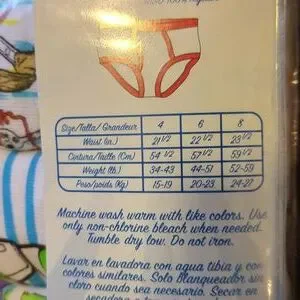 Size/Talla/ Grandeur 4 6 8
Waist (in.) 21 1/2 22 1/2 23 1/2
Cintura/Taille (Cm) 54 1/2 57 1/2 59 1/2
Weight (lb.) 34-43 44-51 52-59
Peso/poids (Kg) 15-19 20-23 24-27
Machine wash warm with like colors. Use
only non-chlorine bleach when needed.
Tumble dry low. Do not iron.
Lavar en lavadora con agua tibia y con
colores similares. Solo blanqueador sin
cloro cuando sea necesario. Secar en